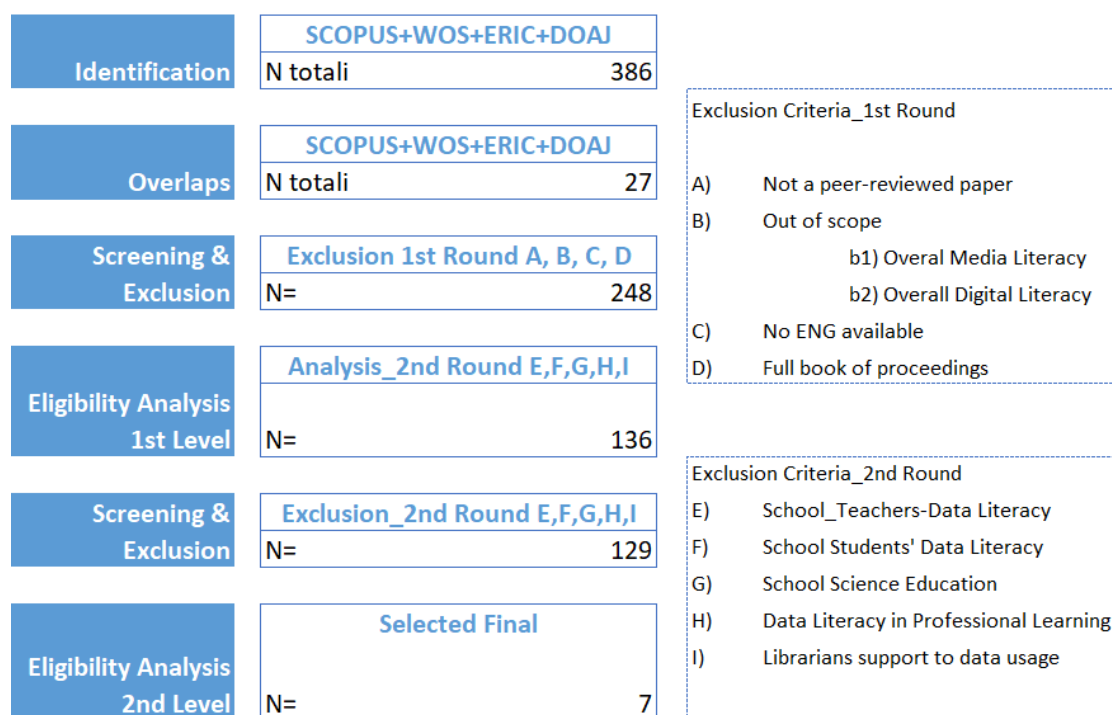 SCOPUS+WOS+ERIC+DOAJ
Identification N totali 386
SCOPUS+WOS+ERIC+DOAJ
Overlaps N totali 27
Screening & Exclusion 1st Round A, B, C, D
Exclusion N= 248
Analysis_2nd Round E,F,G,H,I
Eligibility Analysis
1st Level N= 136
Screening & Exclusion_2nd Round E,F,G,H,I
Exclusion N= 129
Selected Final
Eligibility Analysis
2nd Level N= 7
Exclusion Criteria_1st Round
A) Not a peer-reviewed paper
B) Out of scope
b1) Overal Media Literacy
b2) Overall Digital Literacy
C) No ENG available
D) Full book of proceedings
Exclusion Criteria_2nd Round
E) School_Teachers-Data Literacy
F) School Students' Data Literacy
G) School Science Education
H) Data Literacy in Professional Learning
I) Librarians support to data usage